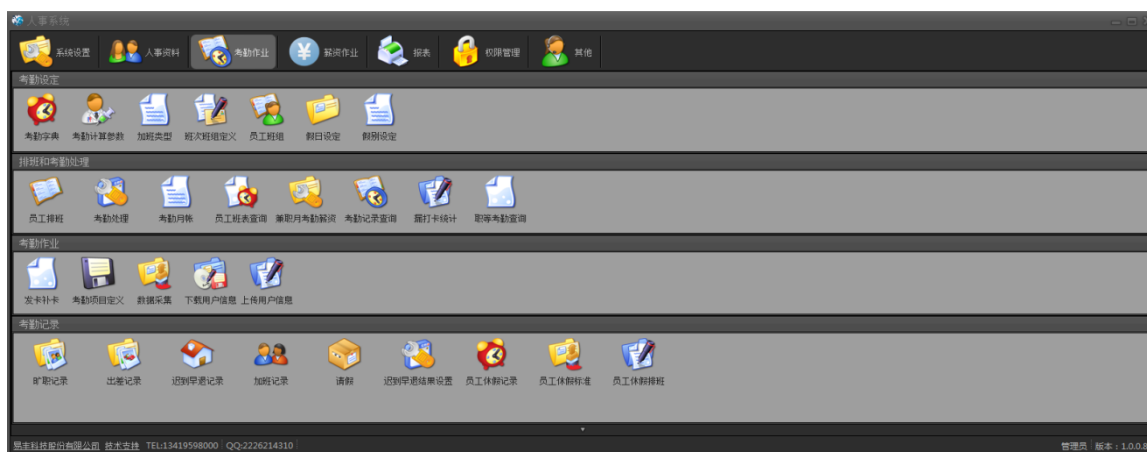 人事系统
系统设置 人事资料 考勤作业 薪资作业 报表 权限管理 其他
考勤设定
考勤字典 考勤计算参数 加班类型 班次班组定义 员工班组 假日设定 假别设定
排班和考勤处理
员工排班 考勤处理 考勤月帐 员工班表查询 兼职月考勤薪资 考勤记录查询 漏打卡统计 职等考勤查询
考勤作业
发卡补卡 考勤项目定义 数据采集 下载用户信息 上传用户信息
考勤记录
旷职记录 出差记录 迟到早退记录 加班记录 请假 迟到早退结果设置 员工休假记录 员工休假标准 员工休假排班
易丰科技股份有限公司 技术支持 TEL:13419598000 QQ:2226214310 管理员 版本：1.0.0.8